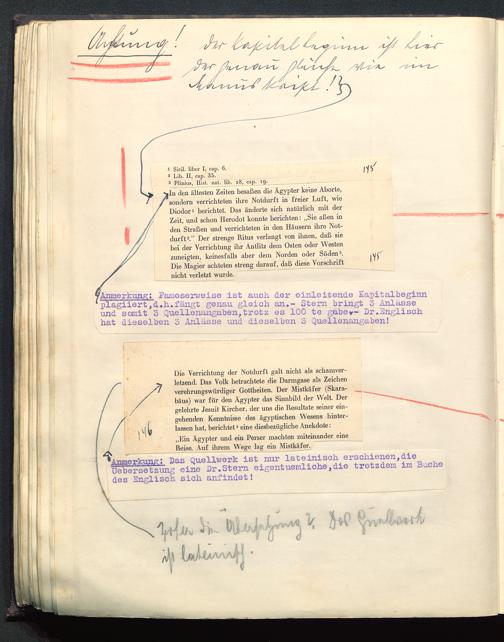 Achtung! der Kapitelbeginn ist hier
der genau gleich wie im
Manuskript!
¹ Sicil. liber I, cap. 6.
² Lib. II, cap. 35.
³ Plinius, Hist. nat. lib. 28, cap. 19.
145
In den ältesten Zeiten besaßen die Ägypter keine Aborte,
sondern verrichteten ihre Notdurft in freier Luft, wie
Diodor¹ berichtet. Das änderte sich natürlich mit der
Zeit, und schon Herodot konnte berichten: „Sie aßen in
den Straßen und verrichteten in den Häusern ihre Not-
durft²." Der strenge Ritus verlangt von ihnen, daß sie
bei der Verrichtung ihr Antlitz dem Osten oder Westen
zuneigten, keinesfalls aber dem Norden oder Süden³.
Die Magier achteten streng darauf, daß diese Vorschrift
nicht verletzt wurde.
145
Anmerkung: Famoserweise ist auch der einleitende Kapitalbeginn
plagiiert,d.h.fängt genau gleich an.- Stern bringt 3 Anlässe
und somit 3 Quellenangaben,trotz es 100 te gäbe.- Dr.Englisch
hat dieselben 3 Anlässe und dieselben 3 Quellenangaben!
Die Verrichtung der Notdurft galt nicht als schamver-
letzend. Das Volk betrachtete die Darmgase als Zeichen
verehrungswürdiger Gottheiten. Der Mistkäfer (Skara-
bäus) war für den Ägypter das Sinnbild der Welt. Der
gelehrte Jesuit Kircher, der uns die Resultate seiner ein-
gehenden Kenntnisse des ägyptischen Wesens hinter-
lassen hat, berichtet⁴ eine diesbezügliche Anekdote:
„Ein Ägypter und ein Perser machten miteinander eine
Reise. Auf ihrem Wege lag ein Mistkäfer.
146
Anmerkung: Das Quellwerk ist nur lateinisch erschienen,die
Uebersetzung eine Dr.Stern eigentuemliche,die trotzdem im Buche
des Englisch sich anfindet!
die Übersetzung? Das Quellwerk
ist lateinisch.